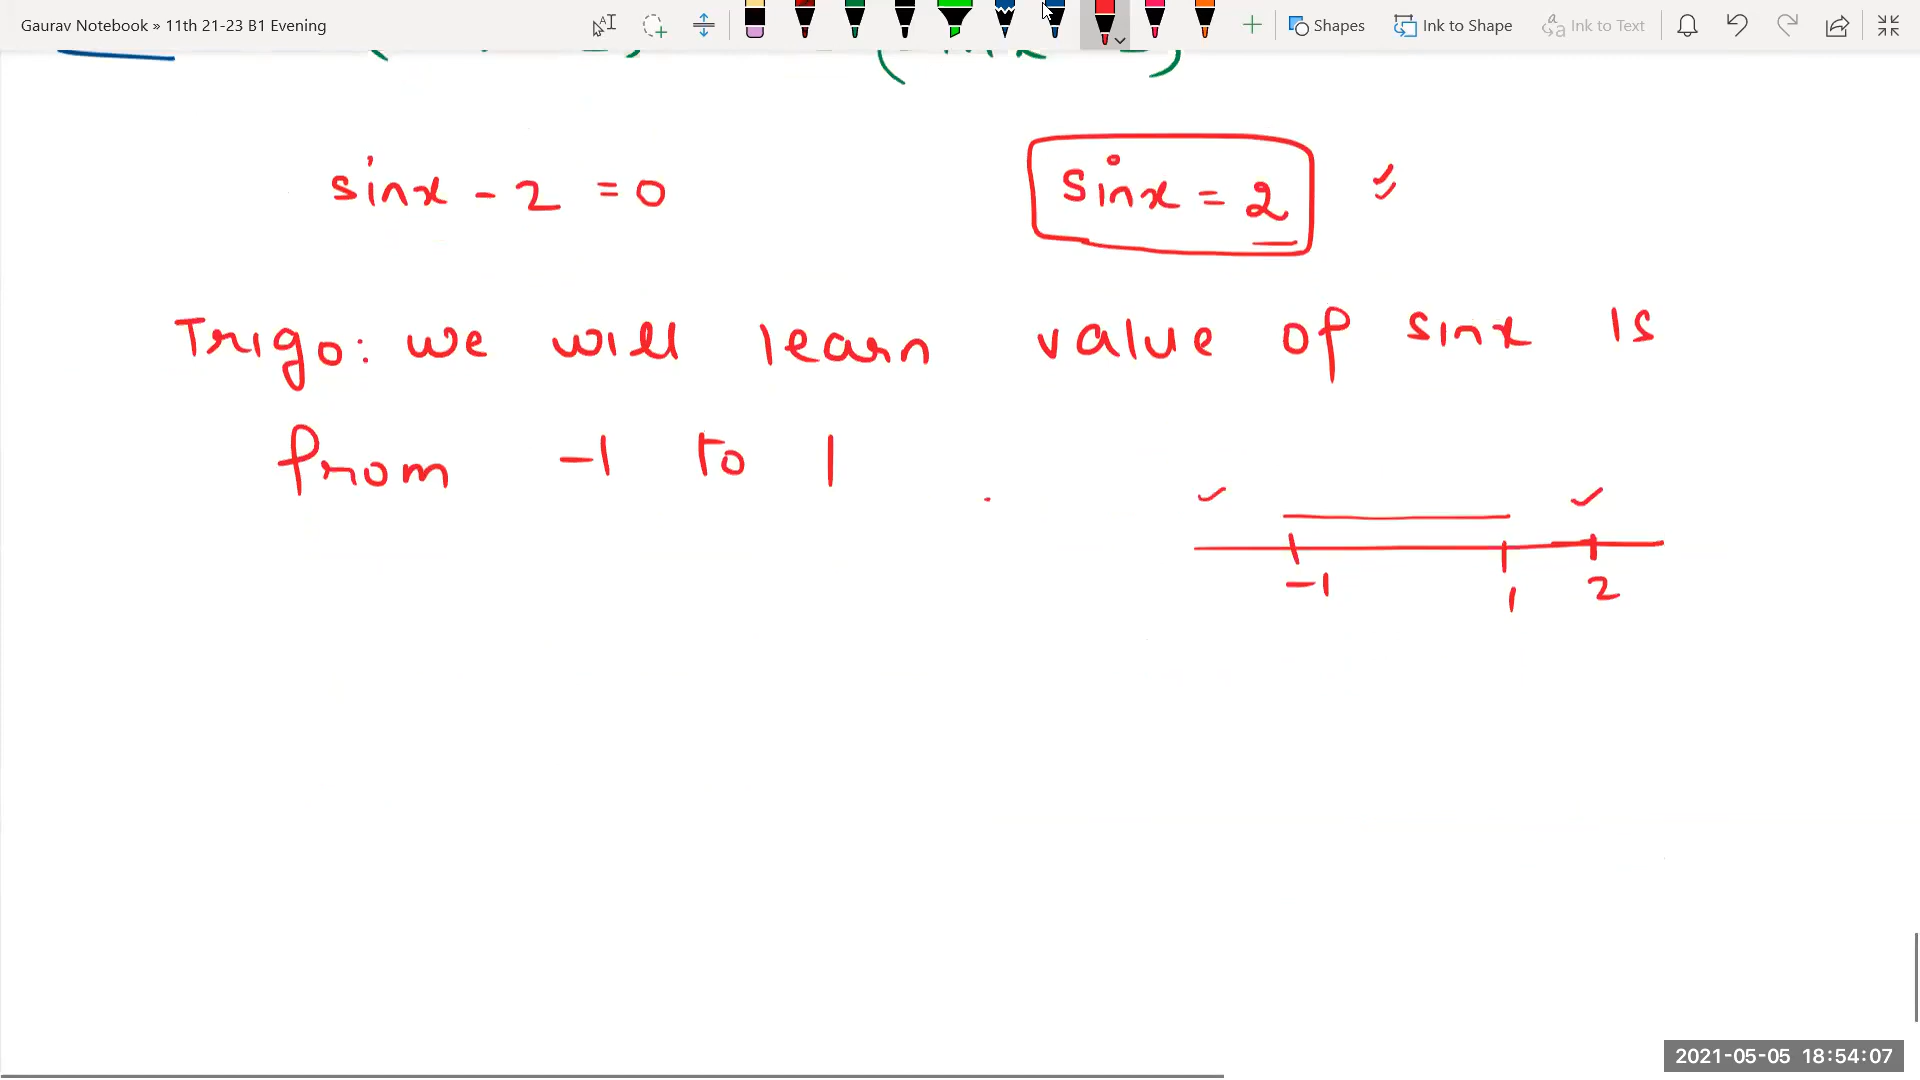 Gaurav Notebook » 11th 21-23 B1 Evening
Shapes
Ink to Shape
Ink to Text
sinx - 2 = 0
sinx = 2
Trigo: we will learn value of sinx is
from -1 to 1
-1 1 2
2021-05-05 18:54:07